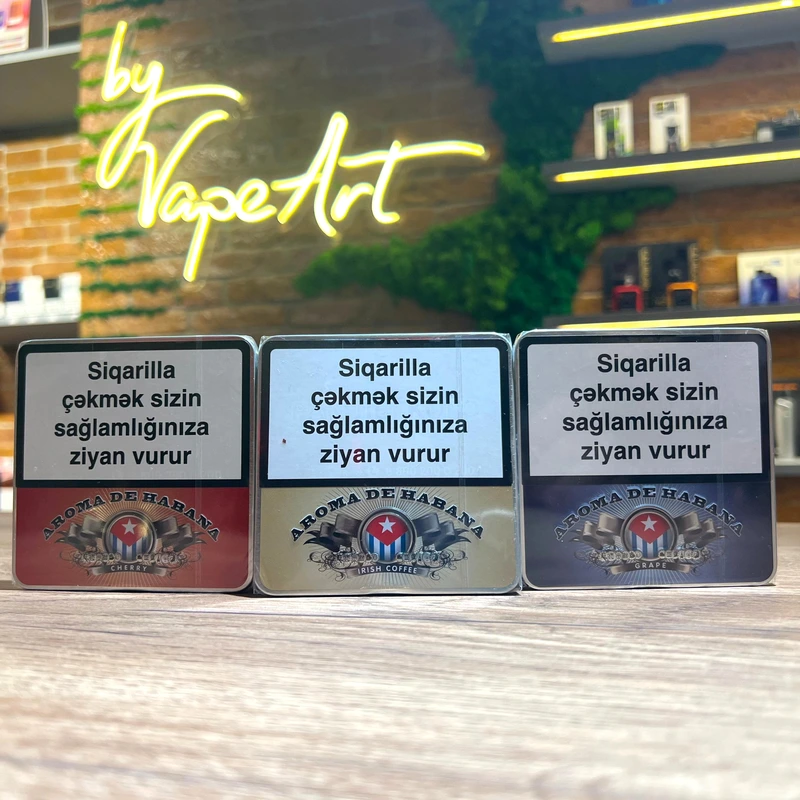 by
VapeArt
Siqarilla
çəkmək sizin
sağlamlığınıza
ziyan vurur
AROMA DE HABANA
CHERRY
Siqarilla
çəkmək sizin
sağlamlığınıza
ziyan vurur
AROMA DE HABANA
IRISH COFFEE
Siqarilla
çəkmək sizin
sağlamlığınıza
ziyan vurur
AROMA DE HABANA
GRAPE